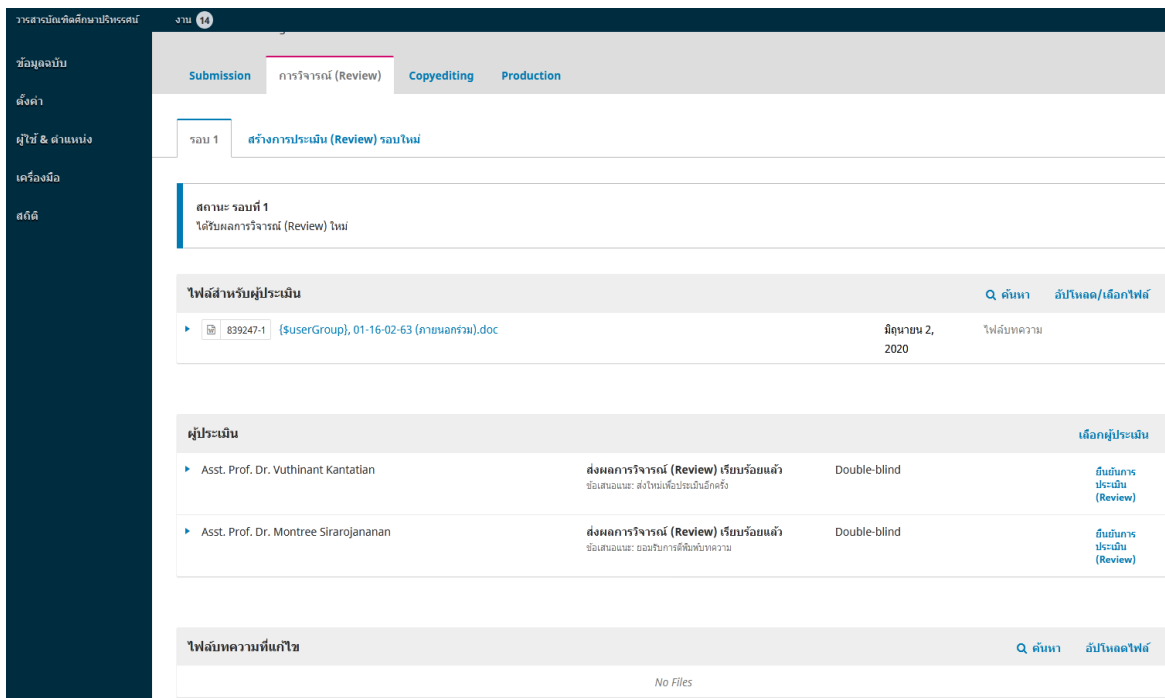 วารสารบัณฑิตศึกษาปริทรรศน์ งาน 14
ข้อมูลฉบับ
ตั้งค่า
ผู้ใช้ & ตำแหน่ง
เครื่องมือ
สถิติ
Submission การวิจารณ์ (Review) Copyediting Production
รอบ 1 สร้างการประเมิน (Review) รอบใหม่
สถานะ รอบที่ 1
ได้รับผลการวิจารณ์ (Review) ใหม่
ไฟล์สำหรับผู้ประเมิน ค้นหา อัปโหลด/เลือกไฟล์
839247-1 {$userGroup}, 01-16-02-63 (ภายนอกร่วม).doc มิถุนายน 2, ไฟล์บทความ
2020
ผู้ประเมิน เลือกผู้ประเมิน
Asst. Prof. Dr. Vuthinant Kantatian ส่งผลการวิจารณ์ (Review) เรียบร้อยแล้ว Double-blind ยืนยันการ
ข้อเสนอแนะ: ส่งใหม่เพื่อประเมินอีกครั้ง ประเมิน
(Review)
Asst. Prof. Dr. Montree Sirarojananan ส่งผลการวิจารณ์ (Review) เรียบร้อยแล้ว Double-blind ยืนยันการ
ข้อเสนอแนะ: ยอมรับการตีพิมพ์บทความ ประเมิน
(Review)
ไฟล์บทความที่แก้ไข ค้นหา อัปโหลดไฟล์
No Files